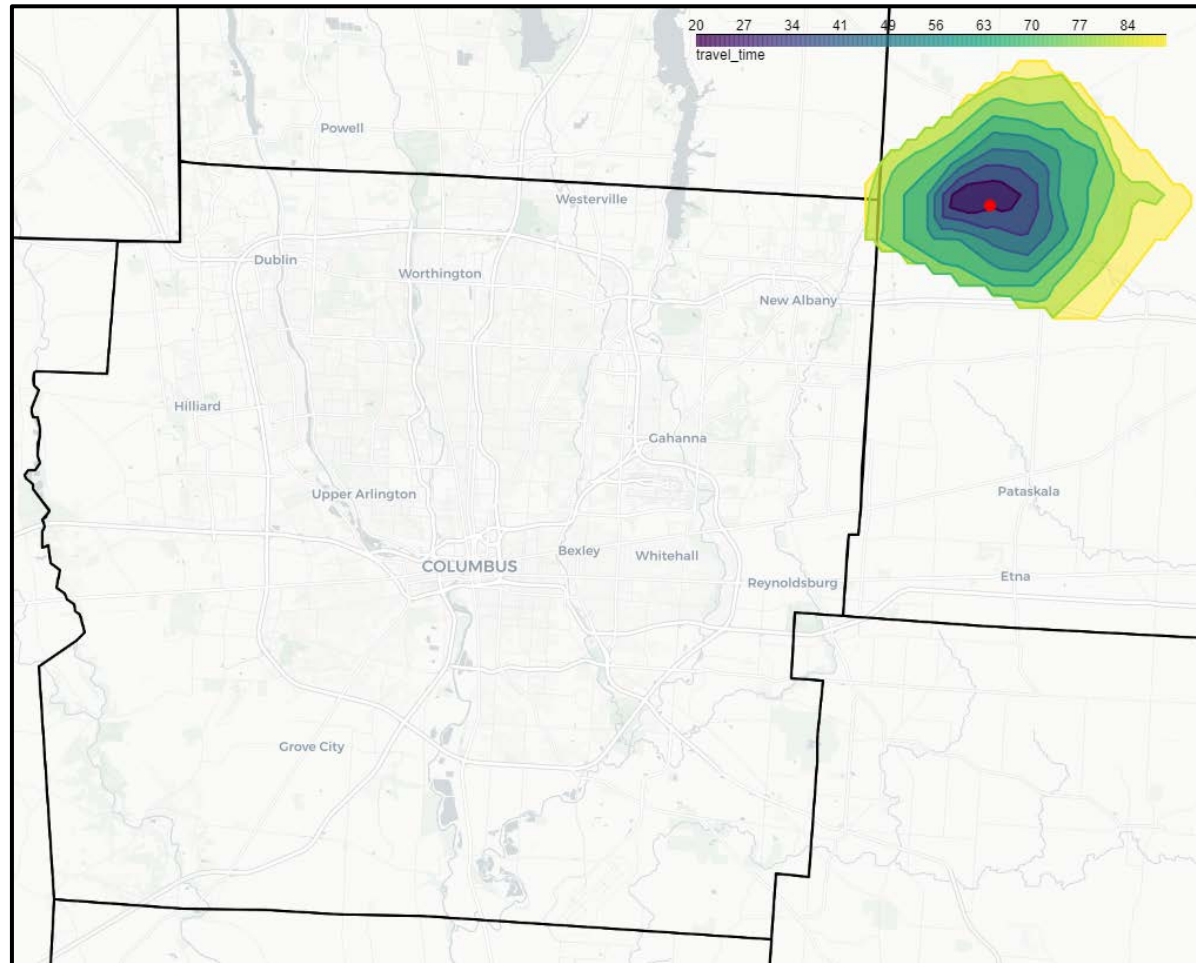 20 27 34 41 49 56 63 70 77 84
travel_time
Powell
Westerville
Dublin
Worthington
New Albany
Hilliard
Gahanna
Upper Arlington
Pataskala
Bexley
Whitehall
COLUMBUS
Reynoldsburg
Etna
Grove City